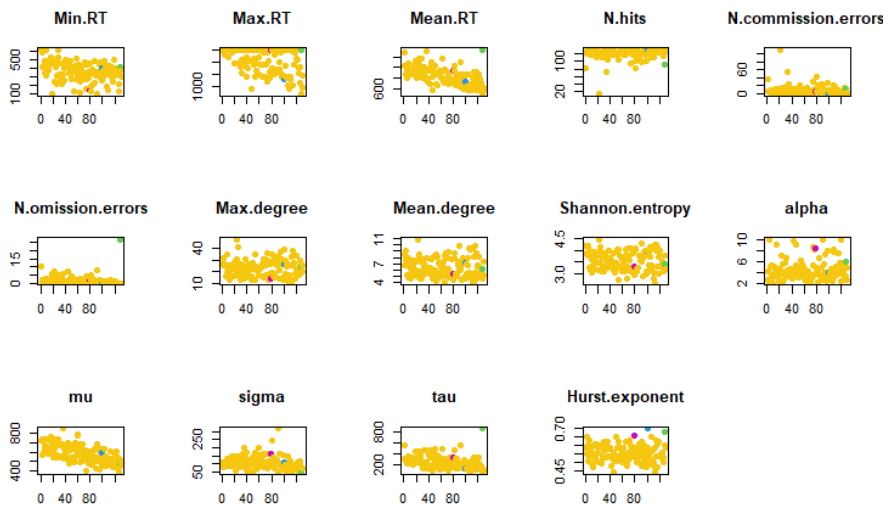 Min.RT Max.RT Mean.RT N.hits N.commission.errors
100 500 1000 600 20 100 0 60
0 40 80 0 40 80 0 40 80 0 40 80 0 40 80
N.omission.errors Max.degree Mean.degree Shannon.entropy alpha
0 15 10 40 4 7 11 3.0 4.5 2 6 10
0 40 80 0 40 80 0 40 80 0 40 80 0 40 80
mu sigma tau Hurst.exponent
400 800 50 250 200 800 0.45 0.70
0 40 80 0 40 80 0 40 80 0 40 80